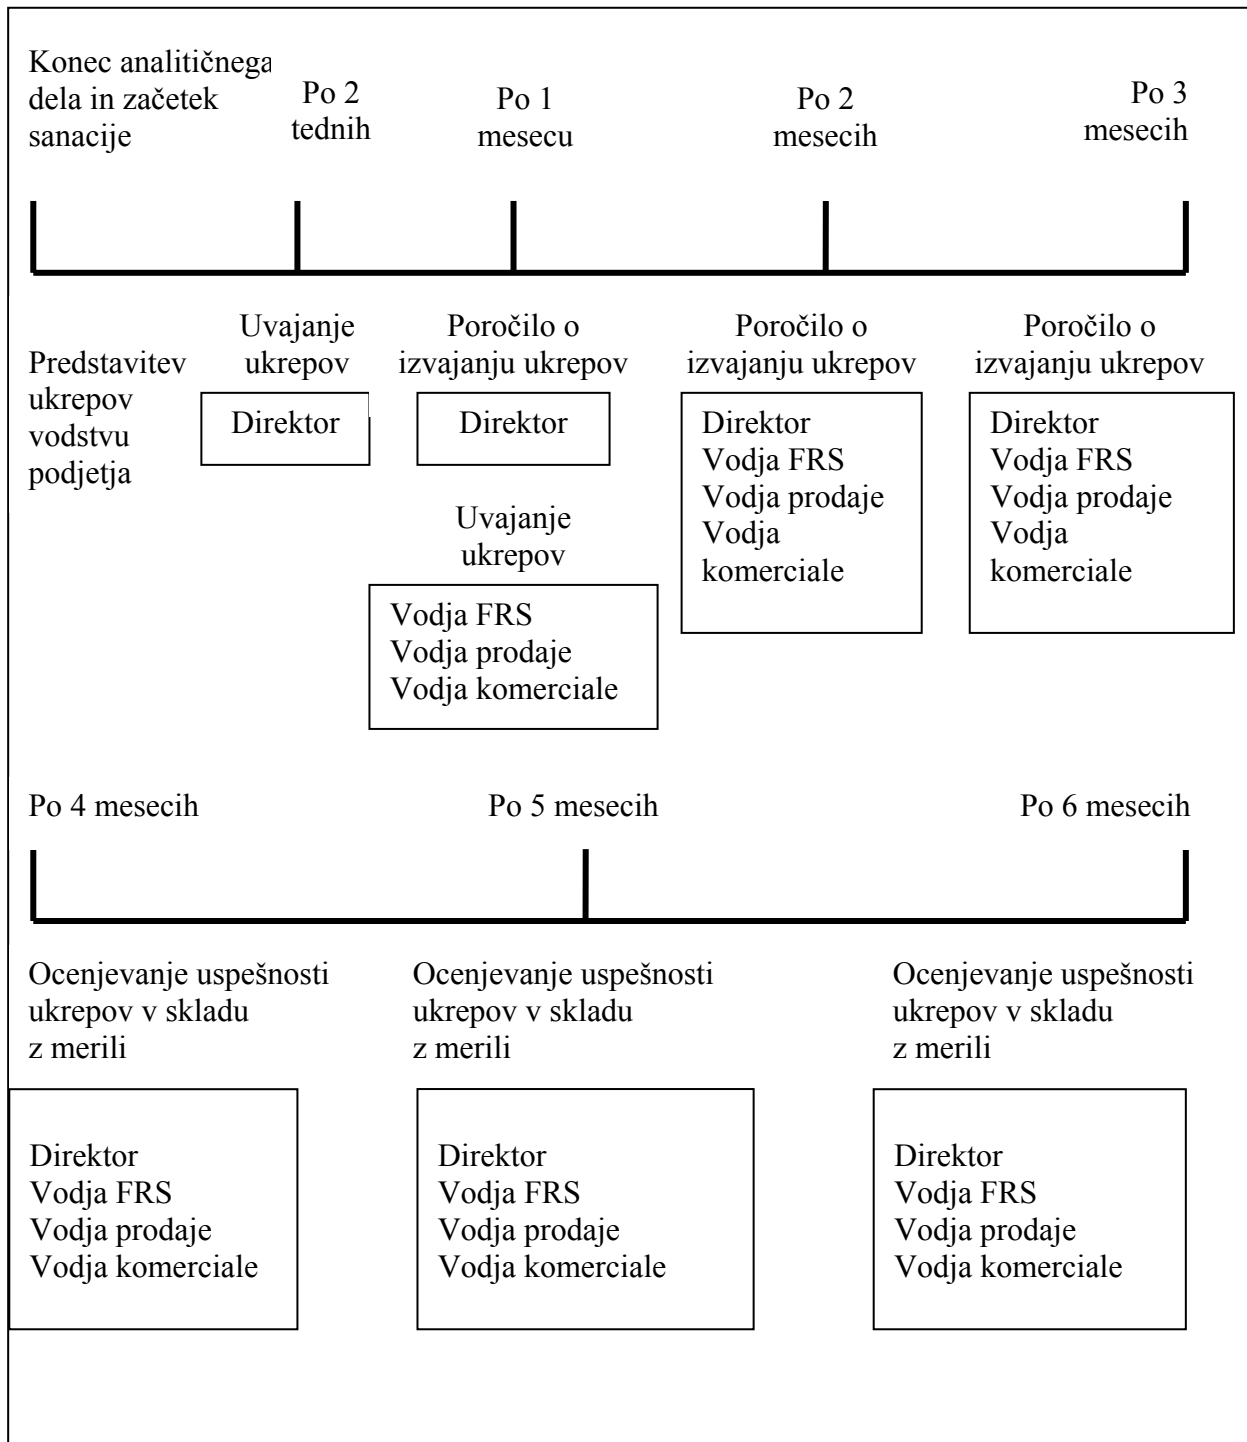 Konec analitičnega
dela in začetek
sanacije
Po 2
tednih
Po 1
mesecu
Po 2
mesecih
Po 3
mesecih
Predstavitev
ukrepov
vodstvu
podjetja
Uvajanje
ukrepov
Direktor
Poročilo o
izvajanju ukrepov
Direktor
Uvajanje
ukrepov
Vodja FRS
Vodja prodaje
Vodja komerciale
Poročilo o
izvajanju ukrepov
Direktor
Vodja FRS
Vodja prodaje
Vodja
komerciale
Poročilo o
izvajanju ukrepov
Direktor
Vodja FRS
Vodja prodaje
Vodja
komerciale
Po 4 mesecih
Po 5 mesecih
Po 6 mesecih
Ocenjevanje uspešnosti
ukrepov v skladu
z merili
Direktor
Vodja FRS
Vodja prodaje
Vodja komerciale
Ocenjevanje uspešnosti
ukrepov v skladu
z merili
Direktor
Vodja FRS
Vodja prodaje
Vodja komerciale
Ocenjevanje uspešnosti
ukrepov v skladu
z merili
Direktor
Vodja FRS
Vodja prodaje
Vodja komerciale